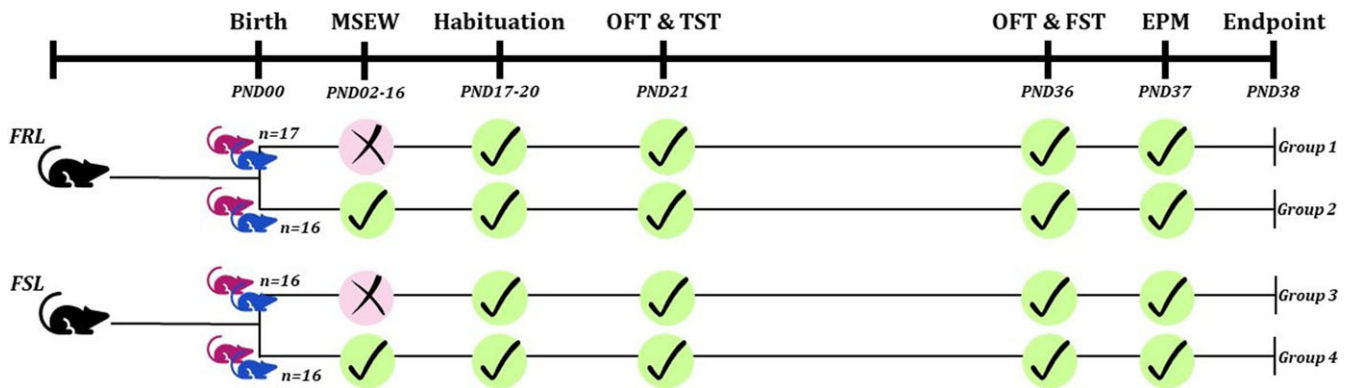 Birth MSEW Habituation OFT & TST OFT & FST EPM Endpoint
PND00 PND02-16 PND17-20 PND21 PND36 PND37 PND38
FRL
n=17
Group 1
n=16
Group 2
FSL
n=16
Group 3
n=16
Group 4